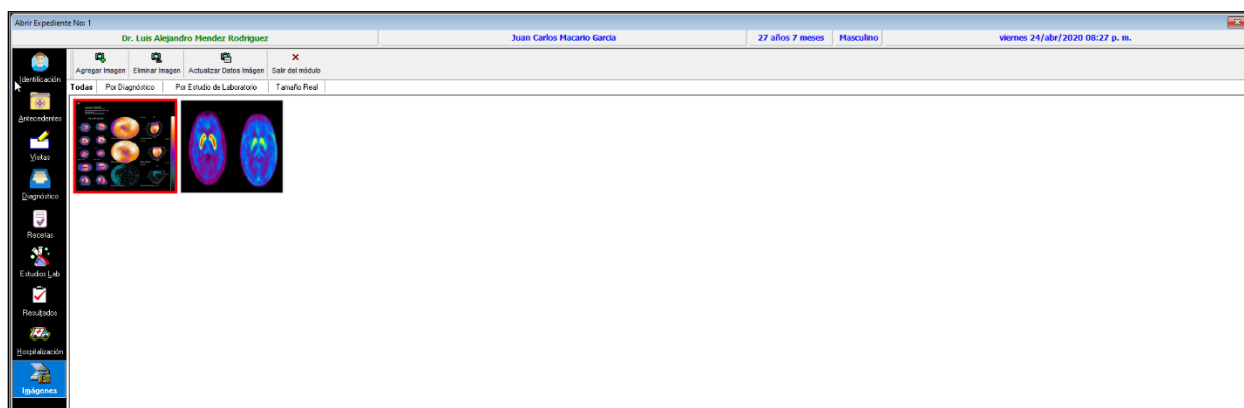 Abrir Expediente No: 1
Dr. Luis Alejandro Mendez Rodriguez
Juan Carlos Macario Garcia
27 años 7 meses
Masculino
viernes 24/abr/2020 08:27 p. m.
Identificación
Antecedentes
Vistas
Diagnóstico
Recetas
Estudios Lab
Resultados
Hospitalización
Imágenes
Agregar Imagen
Eliminar Imagen
Actualizar Datos Imágen
Salir del módulo
Todas
Por Diagnóstico
Por Estudio de Laboratorio
Tamaño Real